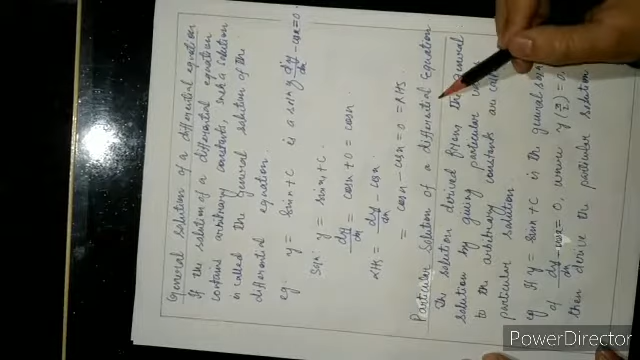 General solution of a differential equation
If the solution of a differential equation
contains arbitrary constants, such a solution
is called the general solution of the
differential equation.
eg: y = sinx + C is a soln of dy/dx - cosx = 0.
Soln y = sinx + C.
dy/dx = cosx + 0 = cosx
LHS = dy/dx - cosx
= cosx - cosx = 0 = RHS.
Particular Solution of a differential Equation
The solution derived from the general
solution by giving particular
to the arbitrary constants are
particular solution
eg If y = sinx + C is the general soln
of dy/dx - cosx = 0, where y(π/2) = 0,
then derive the particular solution
PowerDirector